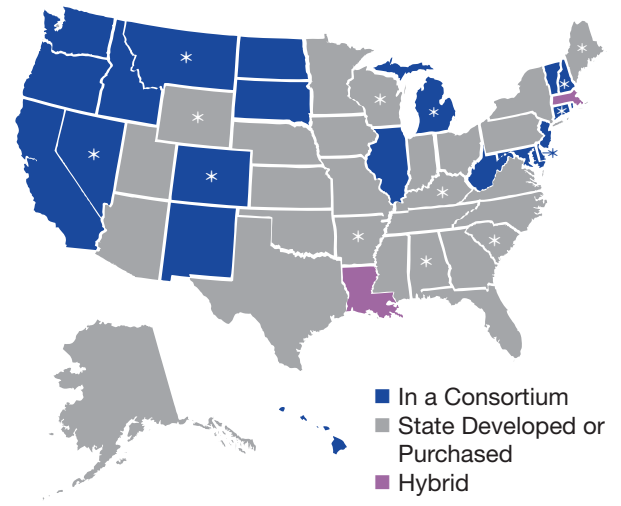 In a Consortium
State Developed or
Purchased
Hybrid